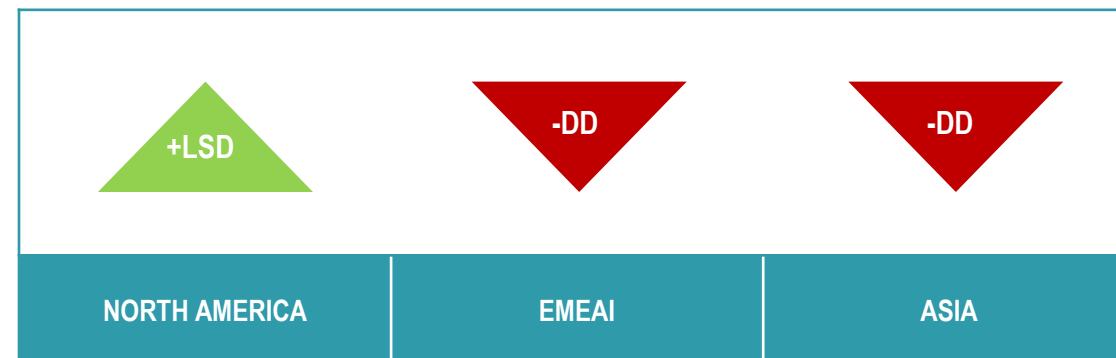 +LSD
-DD
-DD
NORTH AMERICA
EMEAI
ASIA